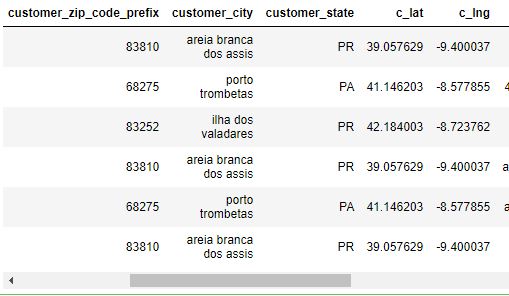 customer_zip_code_prefix customer_city customer_state c_lat c_lng
83810 areia branca dos assis PR 39.057629 -9.400037
68275 porto trombetas PA 41.146203 -8.577855 4
83252 ilha dos valadares PR 42.184003 -8.723762
83810 areia branca dos assis PR 39.057629 -9.400037 a
68275 porto trombetas PA 41.146203 -8.577855 a
83810 areia branca dos assis PR 39.057629 -9.400037